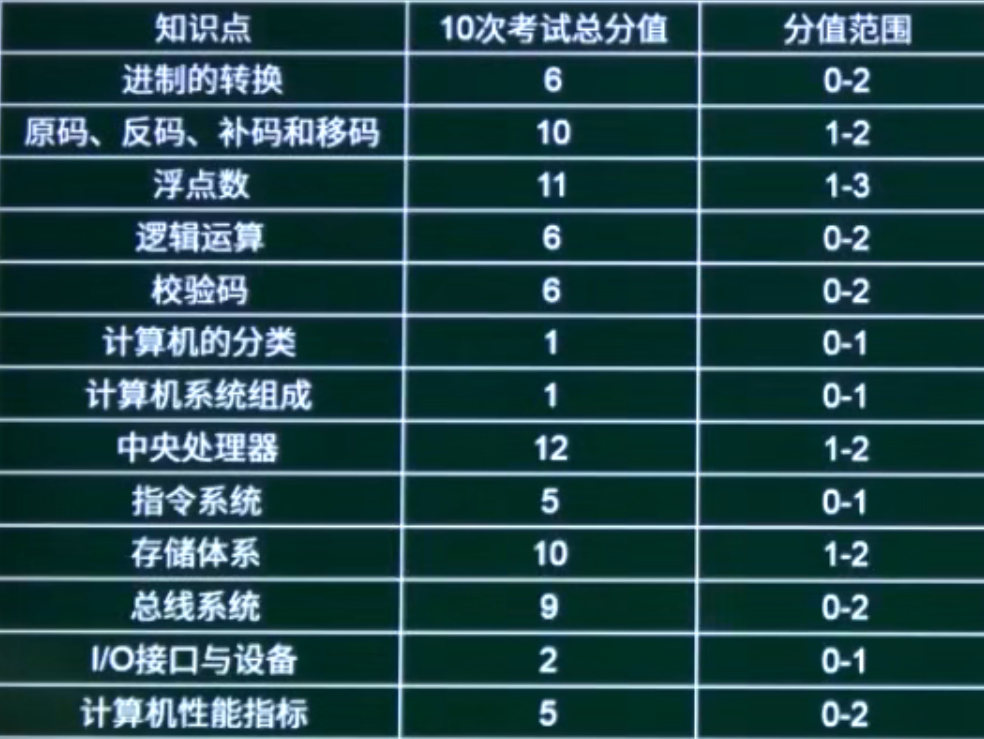 知识点 10次考试总分值 分值范围
进制的转换 6 0-2
原码、反码、补码和移码 10 1-2
浮点数 11 1-3
逻辑运算 6 0-2
校验码 6 0-2
计算机的分类 1 0-1
计算机系统组成 1 0-1
中央处理器 12 1-2
指令系统 5 0-1
存储体系 10 1-2
总线系统 9 0-2
I/O接口与设备 2 0-1
计算机性能指标 5 0-2